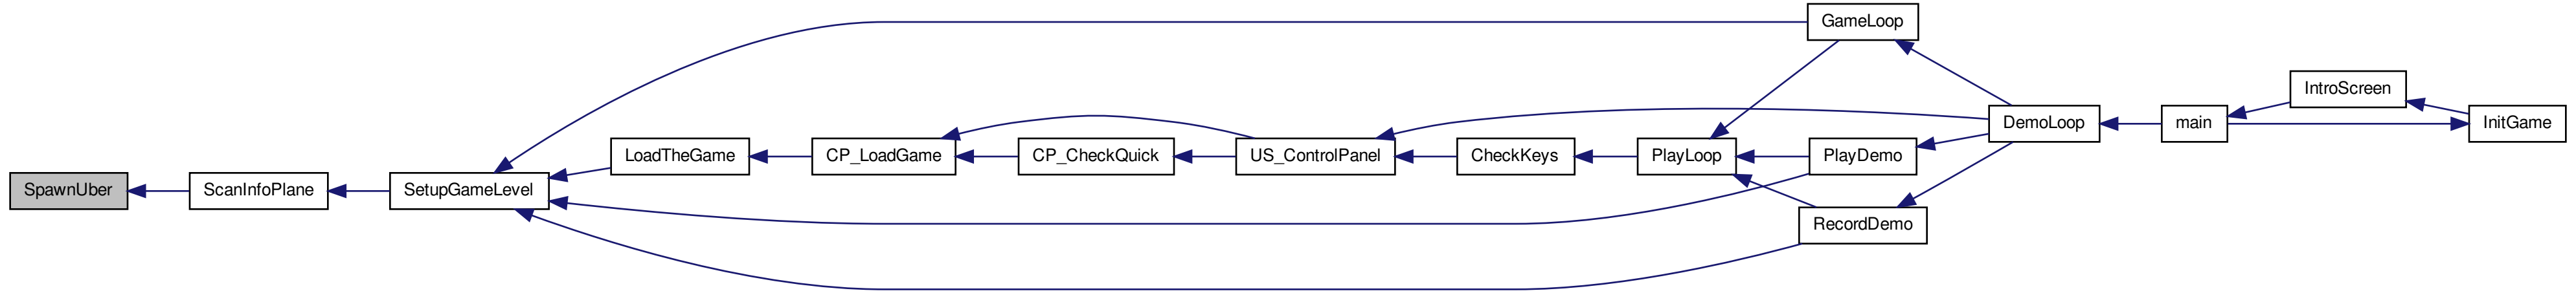 SpawnUber
ScanInfoPlane
SetupGameLevel
LoadTheGame
CP_LoadGame
CP_CheckQuick
US_ControlPanel
CheckKeys
PlayLoop
GameLoop
PlayDemo
RecordDemo
DemoLoop
main
IntroScreen
InitGame